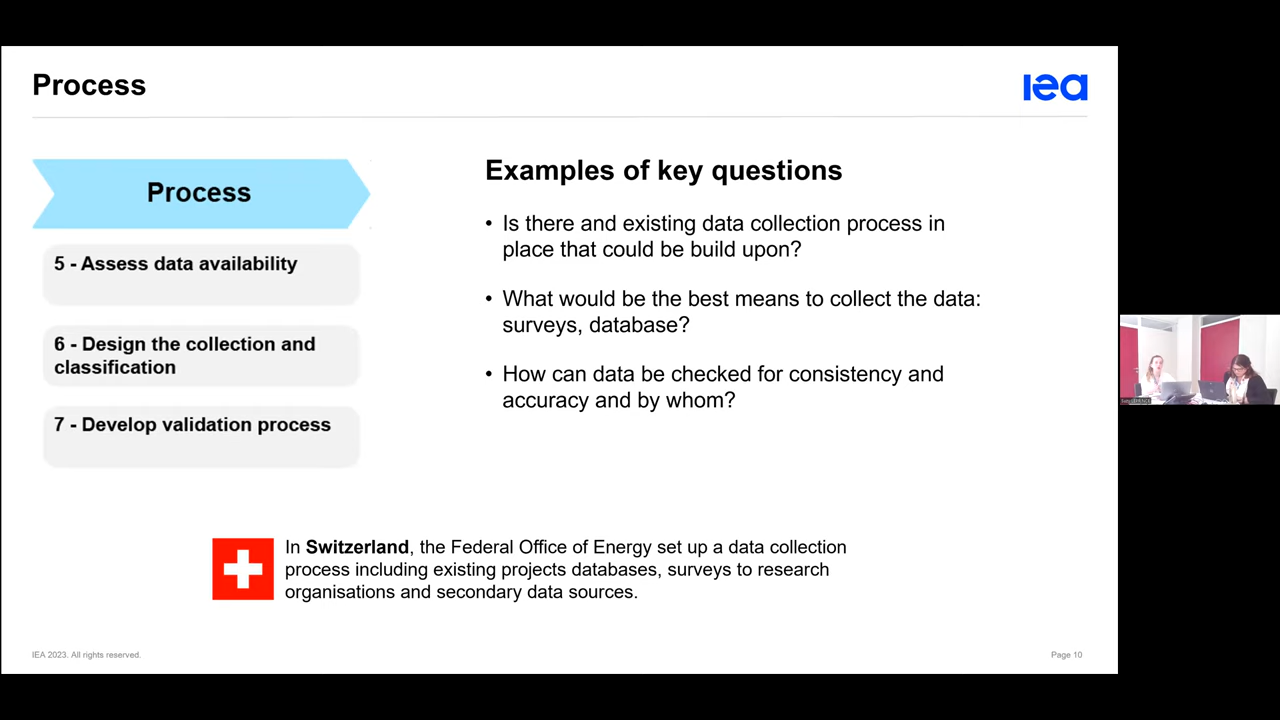 Process
iea
Process
5 - Assess data availability
6 - Design the collection and
classification
7 - Develop validation process
Examples of key questions
• Is there and existing data collection process in
place that could be build upon?
• What would be the best means to collect the data:
surveys, database?
• How can data be checked for consistency and
accuracy and by whom?
In Switzerland, the Federal Office of Energy set up a data collection
process including existing projects databases, surveys to research
organisations and secondary data sources.
IEA 2023. All rights reserved.
Page 10